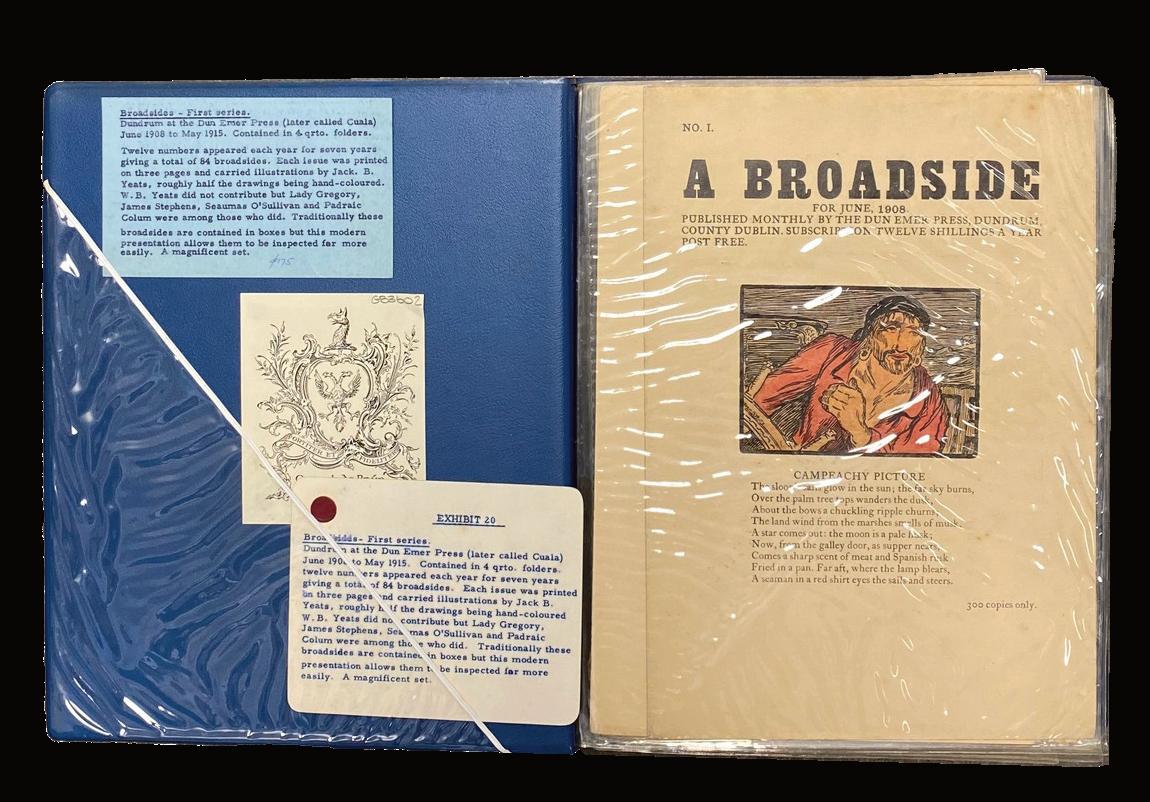 Broadsides - First series.
Dundrum at the Dun Emer Press (later called Cuala)
June 1908 to May 1915. Contained in 4 qrto. folders.
Twelve numbers appeared each year for seven years
giving a total of 84 broadsides. Each issue was printed
on three pages and carried illustrations by Jack. B.
Yeats, roughly half the drawings being hand-coloured.
W.B. Yeats did not contribute but Lady Gregory,
James Stephens, Seaumas O'Sullivan and Padraic
Colum were among those who did. Traditionally these
broadsides are contained in boxes but this modern
presentation allows them to be inspected far more
easily. A magnificent set.
GB3602
FORTITER ET FIDELITER
EXHIBIT 20
Broadsides - First series.
Dundrum at the Dun Emer Press (later called Cuala)
June 1908 to May 1915. Contained in 4 qrto. folders.
twelve numbers appeared each year for seven years
giving a total of 84 broadsides. Each issue was printed
on three pages and carried illustrations by Jack B.
Yeats, roughly half the drawings being hand-coloured
W.B. Yeats did not contribute but Lady Gregory,
James Stephens, Seaumas O'Sullivan and Padraic
Colum were among those who did. Traditionally these
broadsides are contained in boxes but this modern
presentation allows them to be inspected far more
easily. A magnificent set.
NO. I.
A BROADSIDE
FOR JUNE, 1908.
PUBLISHED MONTHLY BY THE DUN EMER PRESS, DUNDRUM,
COUNTY DUBLIN. SUBSCRIPTION TWELVE SHILLINGS A YEAR
POST FREE.
CAMPEACHY PICTURE
The sloop's sails glow in the sun; the far sky burns,
Over the palm tree tops wanders the dusk,
About the bows a chuckling ripple churns;
The land wind from the marshes smells of musk.
A star comes out: the moon is a pale husk;
Now, from the galley door, as supper nears,
Comes a sharp scent of meat and Spanish rusk
Fried in a pan. Far aft, where the lamp blears,
A seaman in a red shirt eyes the sails and steers.
300 copies only.